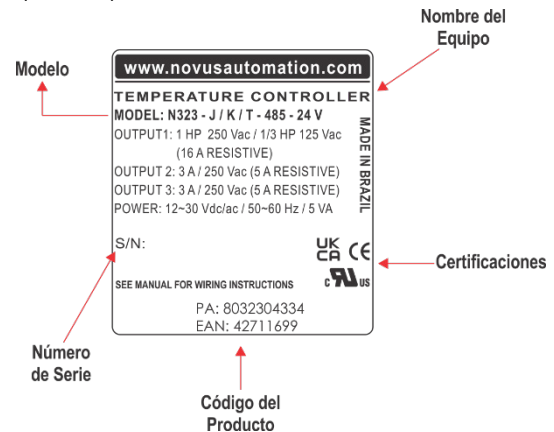 Nombre del
Equipo
Modelo
www.novusautomation.com
TEMPERATURE CONTROLLER
MODEL: N323 - J / K / T - 485 - 24 V
OUTPUT1: 1 HP 250 Vac / 1/3 HP 125 Vac
(16 A RESISTIVE)
OUTPUT 2: 3 A / 250 Vac (5 A RESISTIVE)
OUTPUT 3: 3 A / 250 Vac (5 A RESISTIVE)
POWER: 12~30 Vdc/ac / 50~60 Hz / 5 VA
MADE IN BRAZIL
S/N:
UK
CA CE
Certificaciones
c RU us
SEE MANUAL FOR WIRING INSTRUCTIONS
PA: 8032304334
EAN: 42711699
Número
de Serie
Código del
Producto